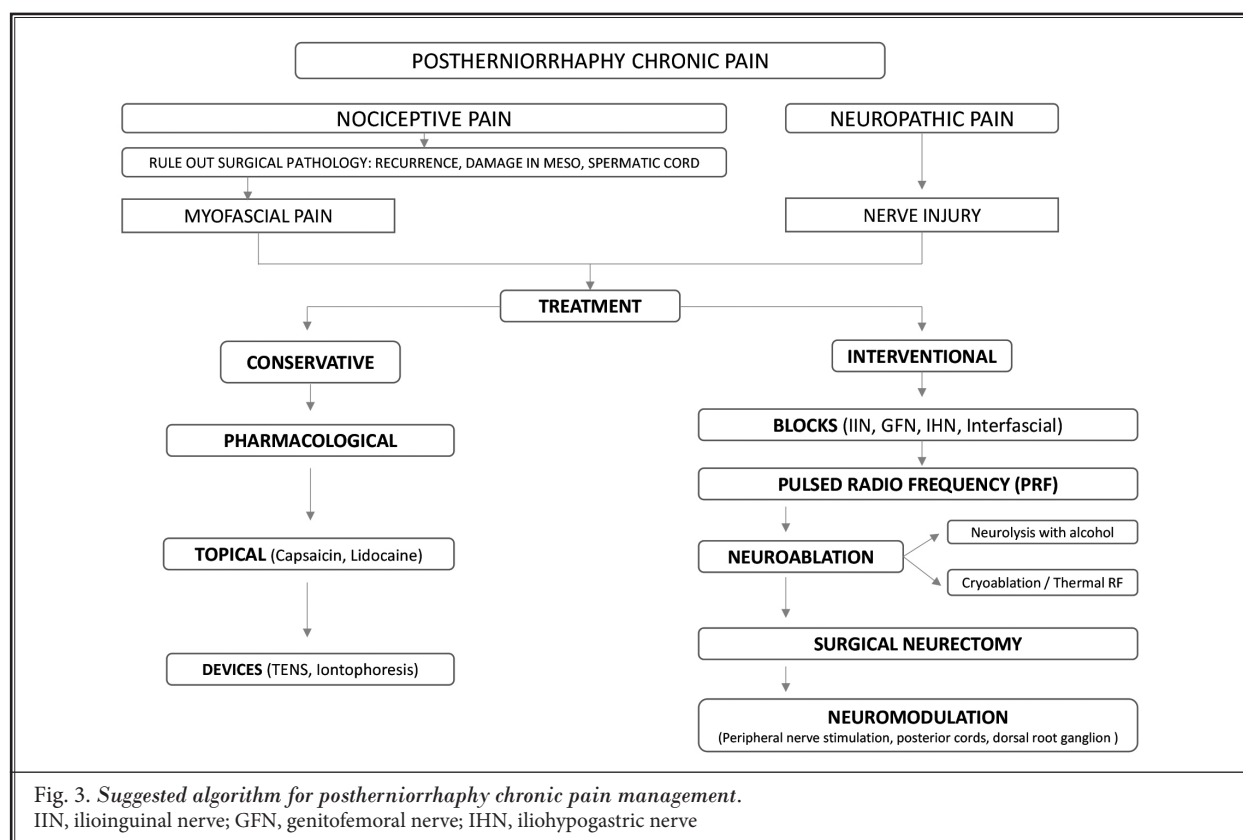 POSTHERNIORRHAPHY CHRONIC PAIN
NOCICEPTIVE PAIN
NEUROPATHIC PAIN
RULE OUT SURGICAL PATHOLOGY: RECURRENCE, DAMAGE IN MESO, SPERMATIC CORD
MYOFASCIAL PAIN
NERVE INJURY
TREATMENT
CONSERVATIVE
INTERVENTIONAL
PHARMACOLOGICAL
BLOCKS (IIN, GFN, IHN, Interfascial)
PULSED RADIO FREQUENCY (PRF)
TOPICAL (Capsaicin, Lidocaine)
NEUROABLATION
Neurolysis with alcohol
Cryoablation / Thermal RF
DEVICES (TENS, Iontophoresis)
SURGICAL NEURECTOMY
NEUROMODULATION
(Peripheral nerve stimulation, posterior cords, dorsal root ganglion )
Fig. 3. Suggested algorithm for postherniorrhaphy chronic pain management.
IIN, ilioinguinal nerve; GFN, genitofemoral nerve; IHN, iliohypogastric nerve